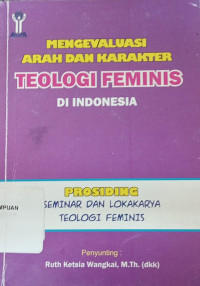 MENGEVALUASI
ARAH DAN KARAKTER
TEOLOGI FEMINIS
DI INDONESIA
PROSIDING
SEMINAR DAN LOKAKARYA
TEOLOGI FEMINIS
MPUAN
Penyunting :
Ruth Ketsia Wangkai, M.Th. (dkk)